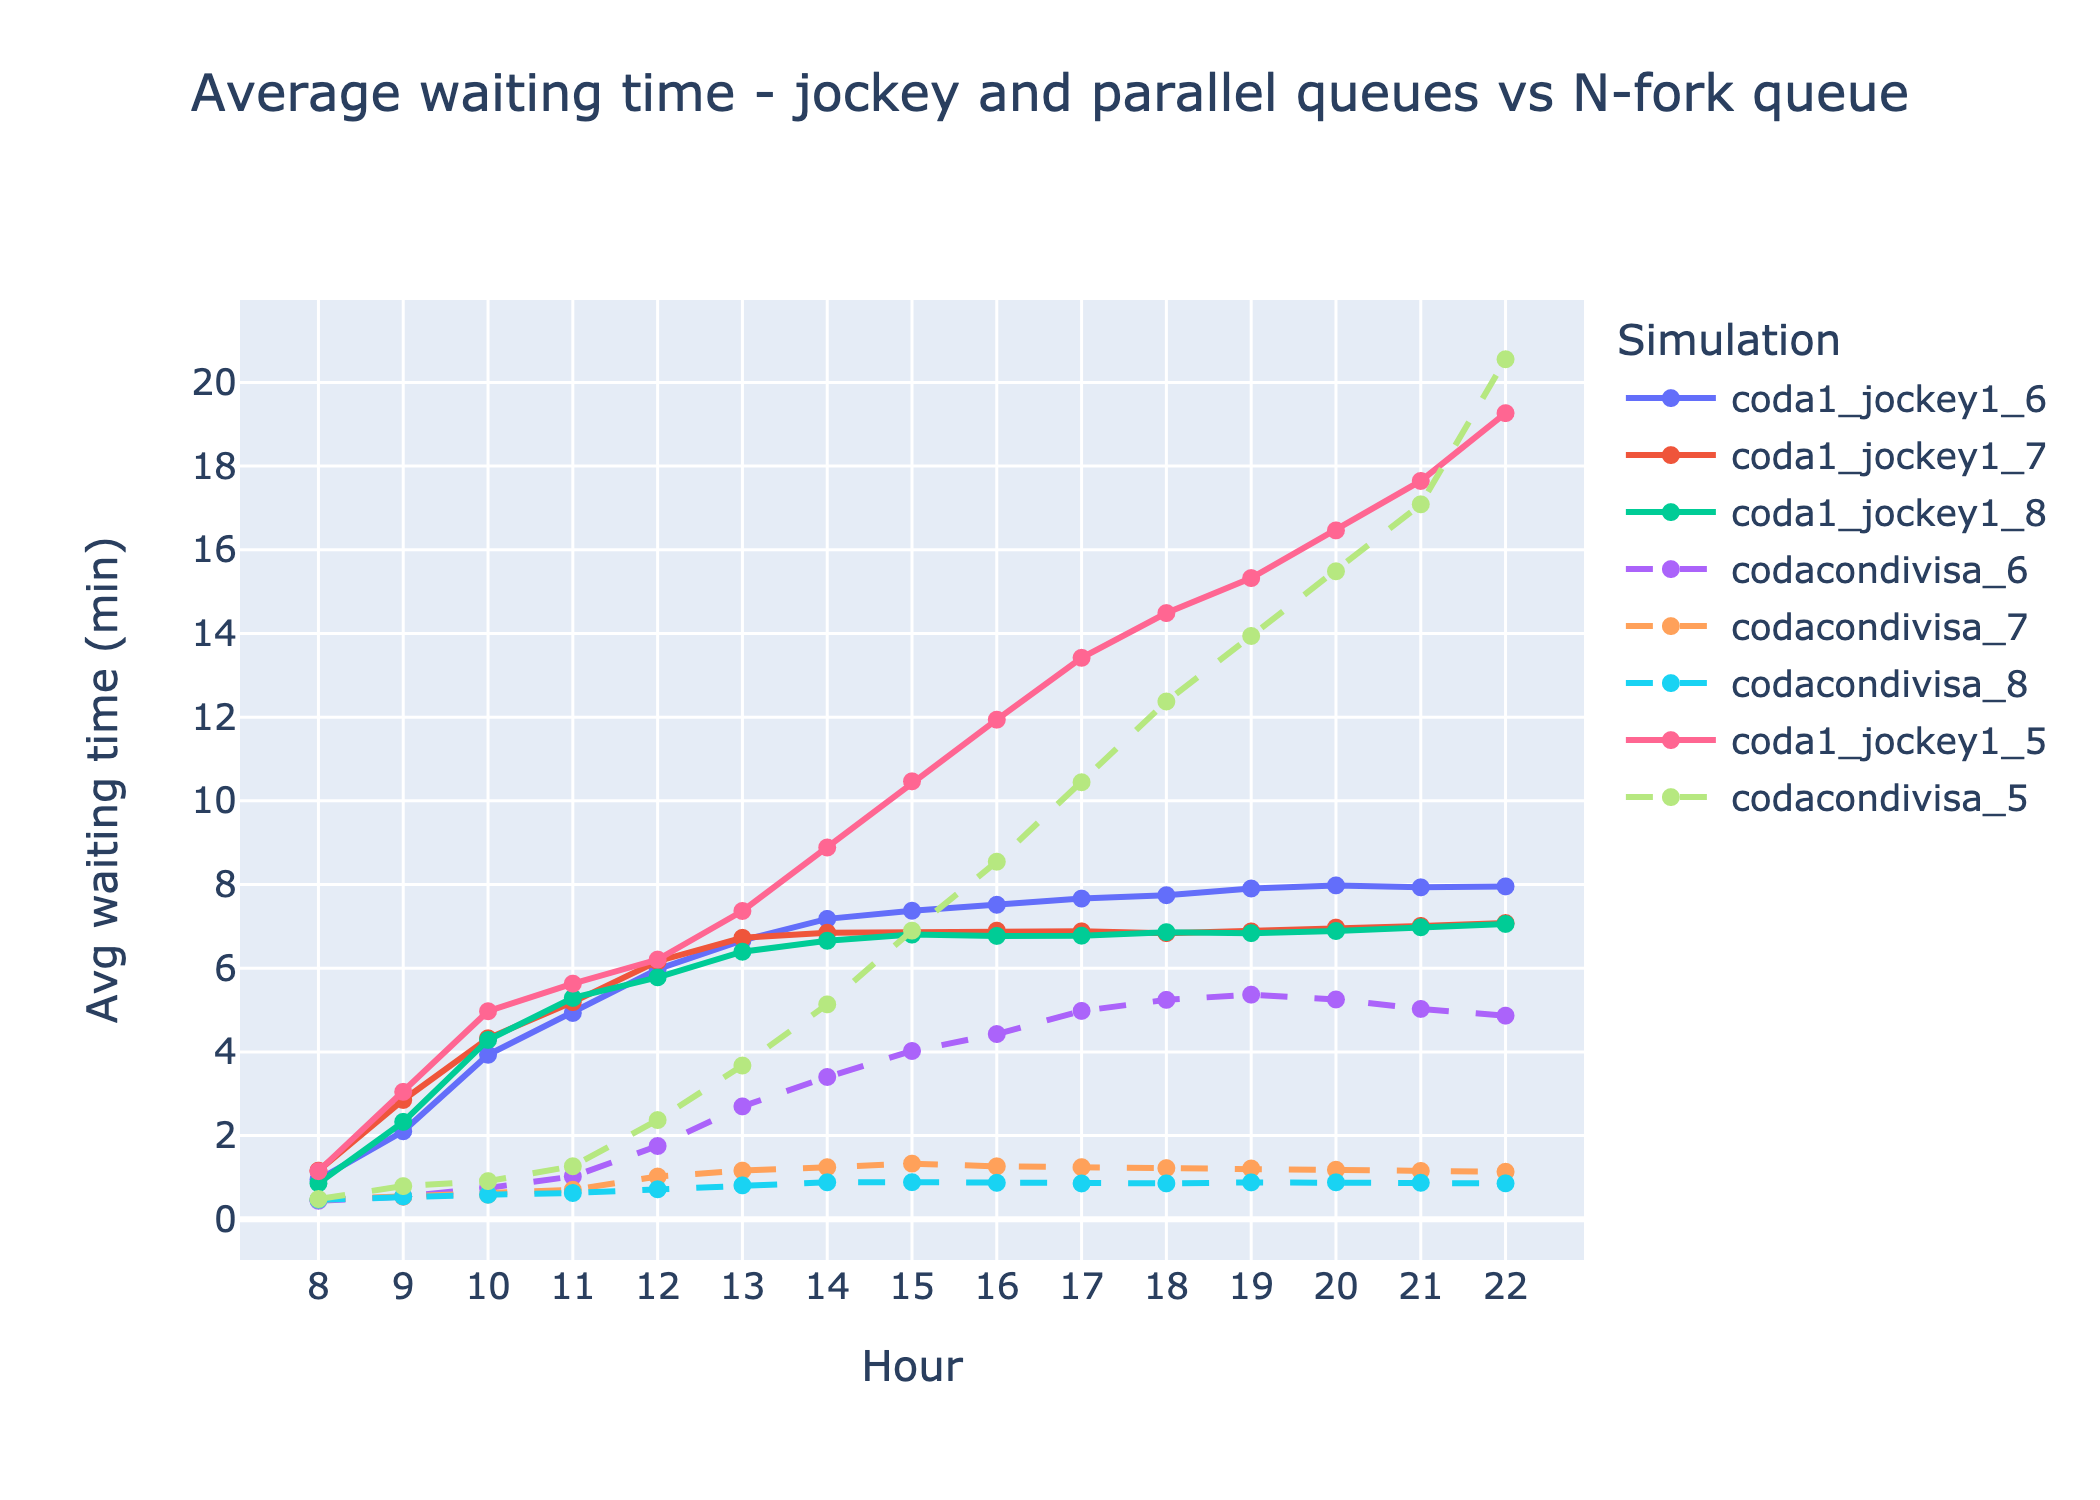 Average waiting time - jockey and parallel queues vs N-fork queue
Avg waiting time (min)
20
18
16
14
12
10
8
6
4
2
0
8 9 10 11 12 13 14 15 16 17 18 19 20 21 22
Hour
Simulation
coda1_jockey1_6
coda1_jockey1_7
coda1_jockey1_8
codacondivisa_6
codacondivisa_7
codacondivisa_8
coda1_jockey1_5
codacondivisa_5